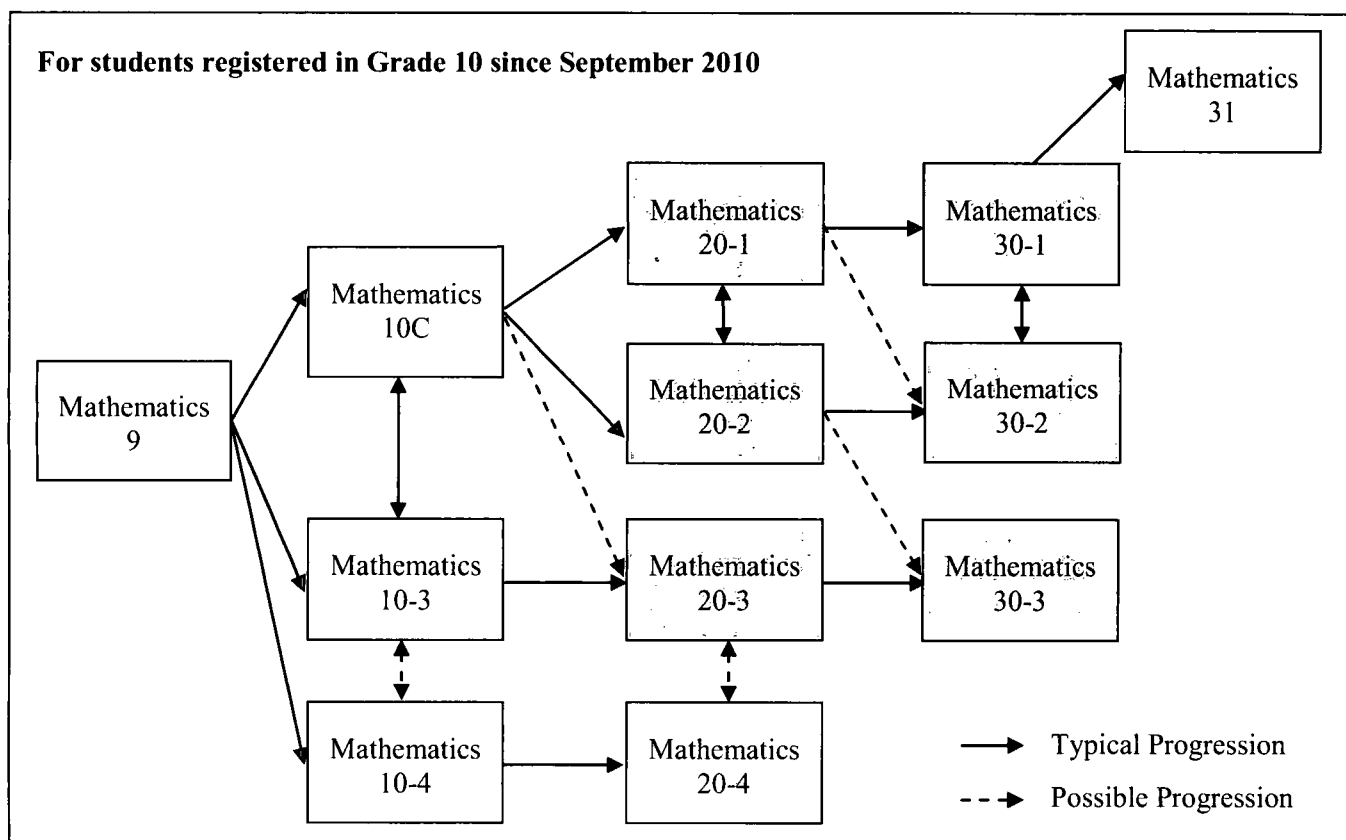 For students registered in Grade 10 since September 2010
Mathematics
31
Mathematics
20-1
Mathematics
30-1
Mathematics
10C
Mathematics
20-2
Mathematics
30-2
Mathematics
9
Mathematics
10-3
Mathematics
20-3
Mathematics
30-3
Mathematics
10-4
Mathematics
20-4
Typical Progression
Possible Progression